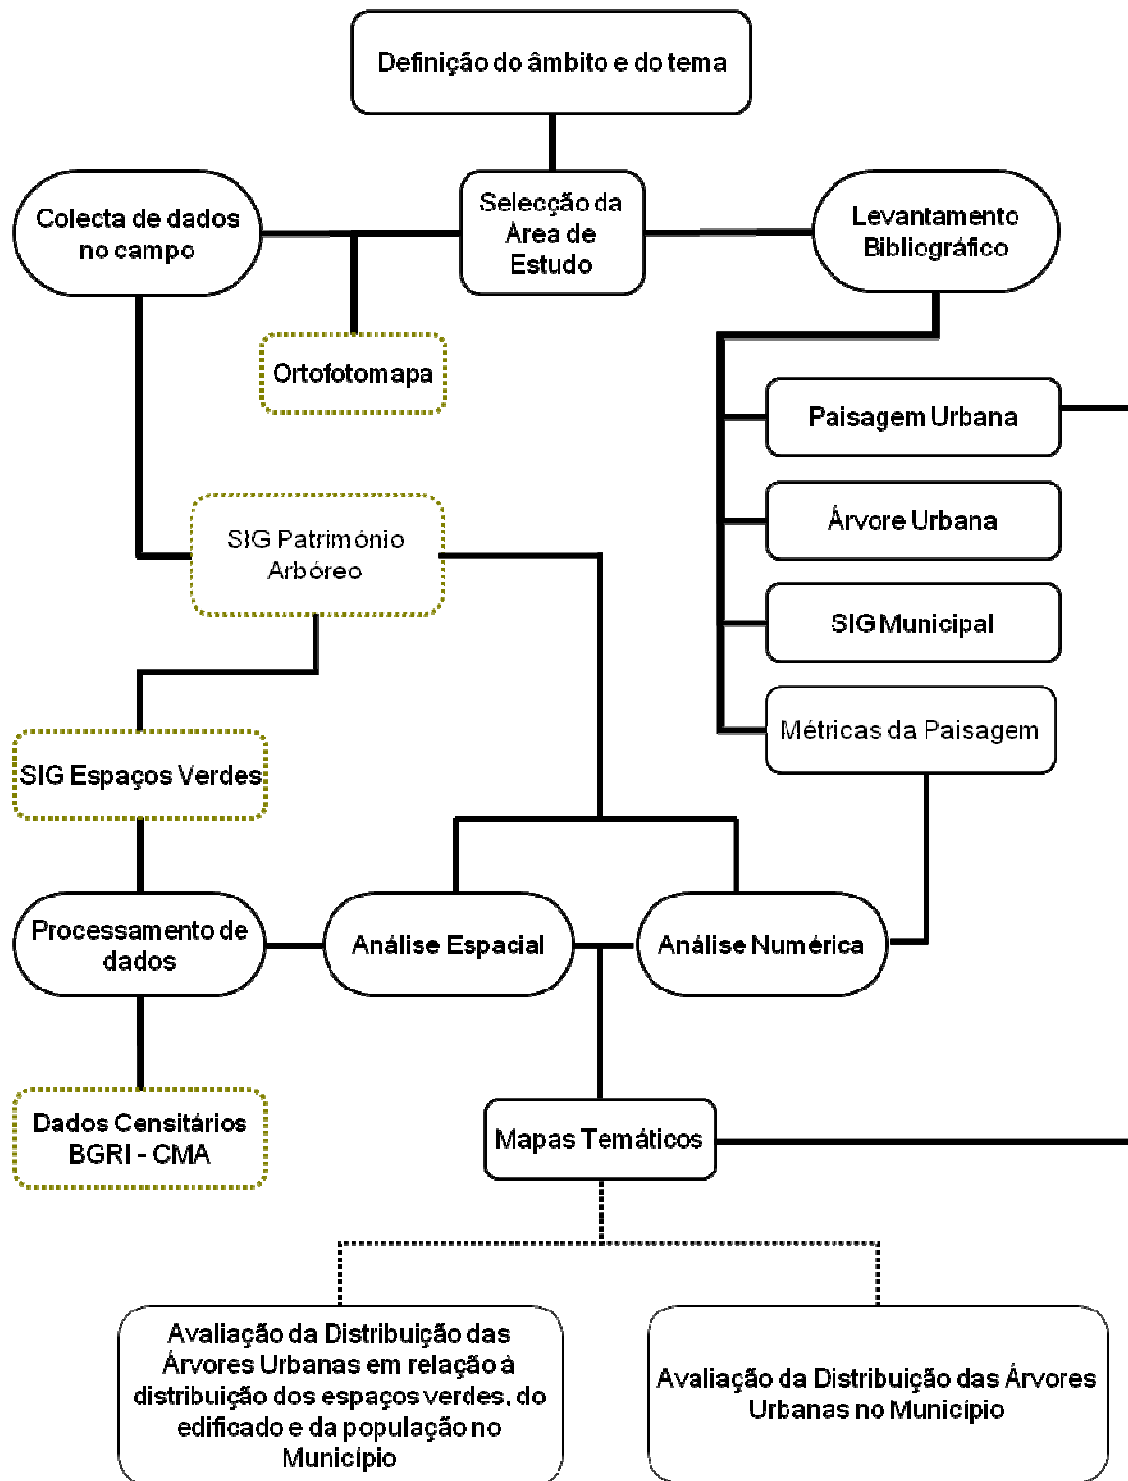 Definição do âmbito e do tema
Colecta de dados
no campo
Selecção da
Área de
Estudo
Levantamento
Bibliográfico
Ortofotomapa
Paisagem Urbana
Árvore Urbana
SIG Património
Arbóreo
SIG Municipal
Métricas da Paisagem
SIG Espaços Verdes
Processamento de
dados
Análise Espacial
Análise Numérica
Dados Censitários
BGRI - CMA
Mapas Temáticos
Avaliação da Distribuição das
Árvores Urbanas em relação à
distribuição dos espaços verdes, do
edificado e da população no
Município
Avaliação da Distribuição das Árvores
Urbanas no Município